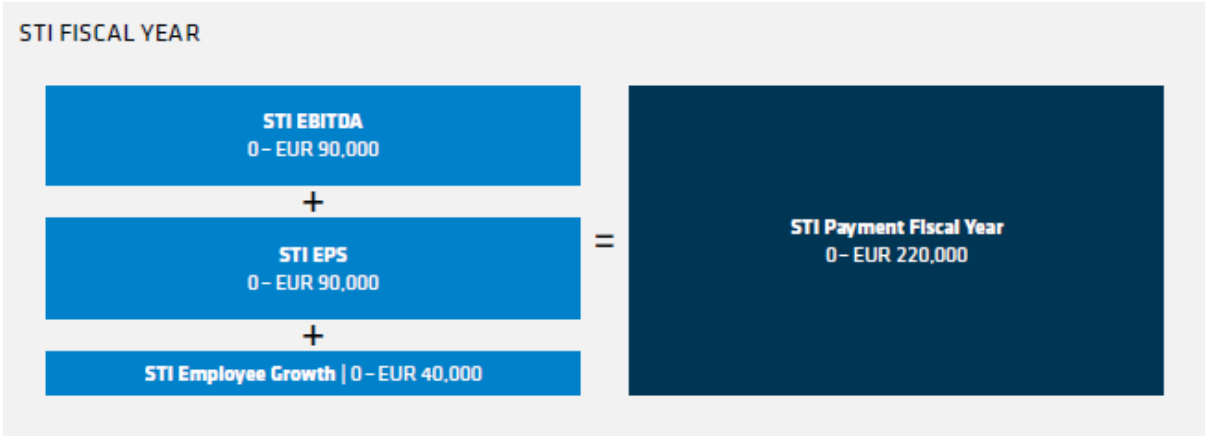 STI FISCAL YEAR
STI EBITDA
0 – EUR 90,000
+
STI EPS
0 – EUR 90,000
+
STI Employee Growth | 0 – EUR 40,000
=
STI Payment Fiscal Year
0 – EUR 220,000